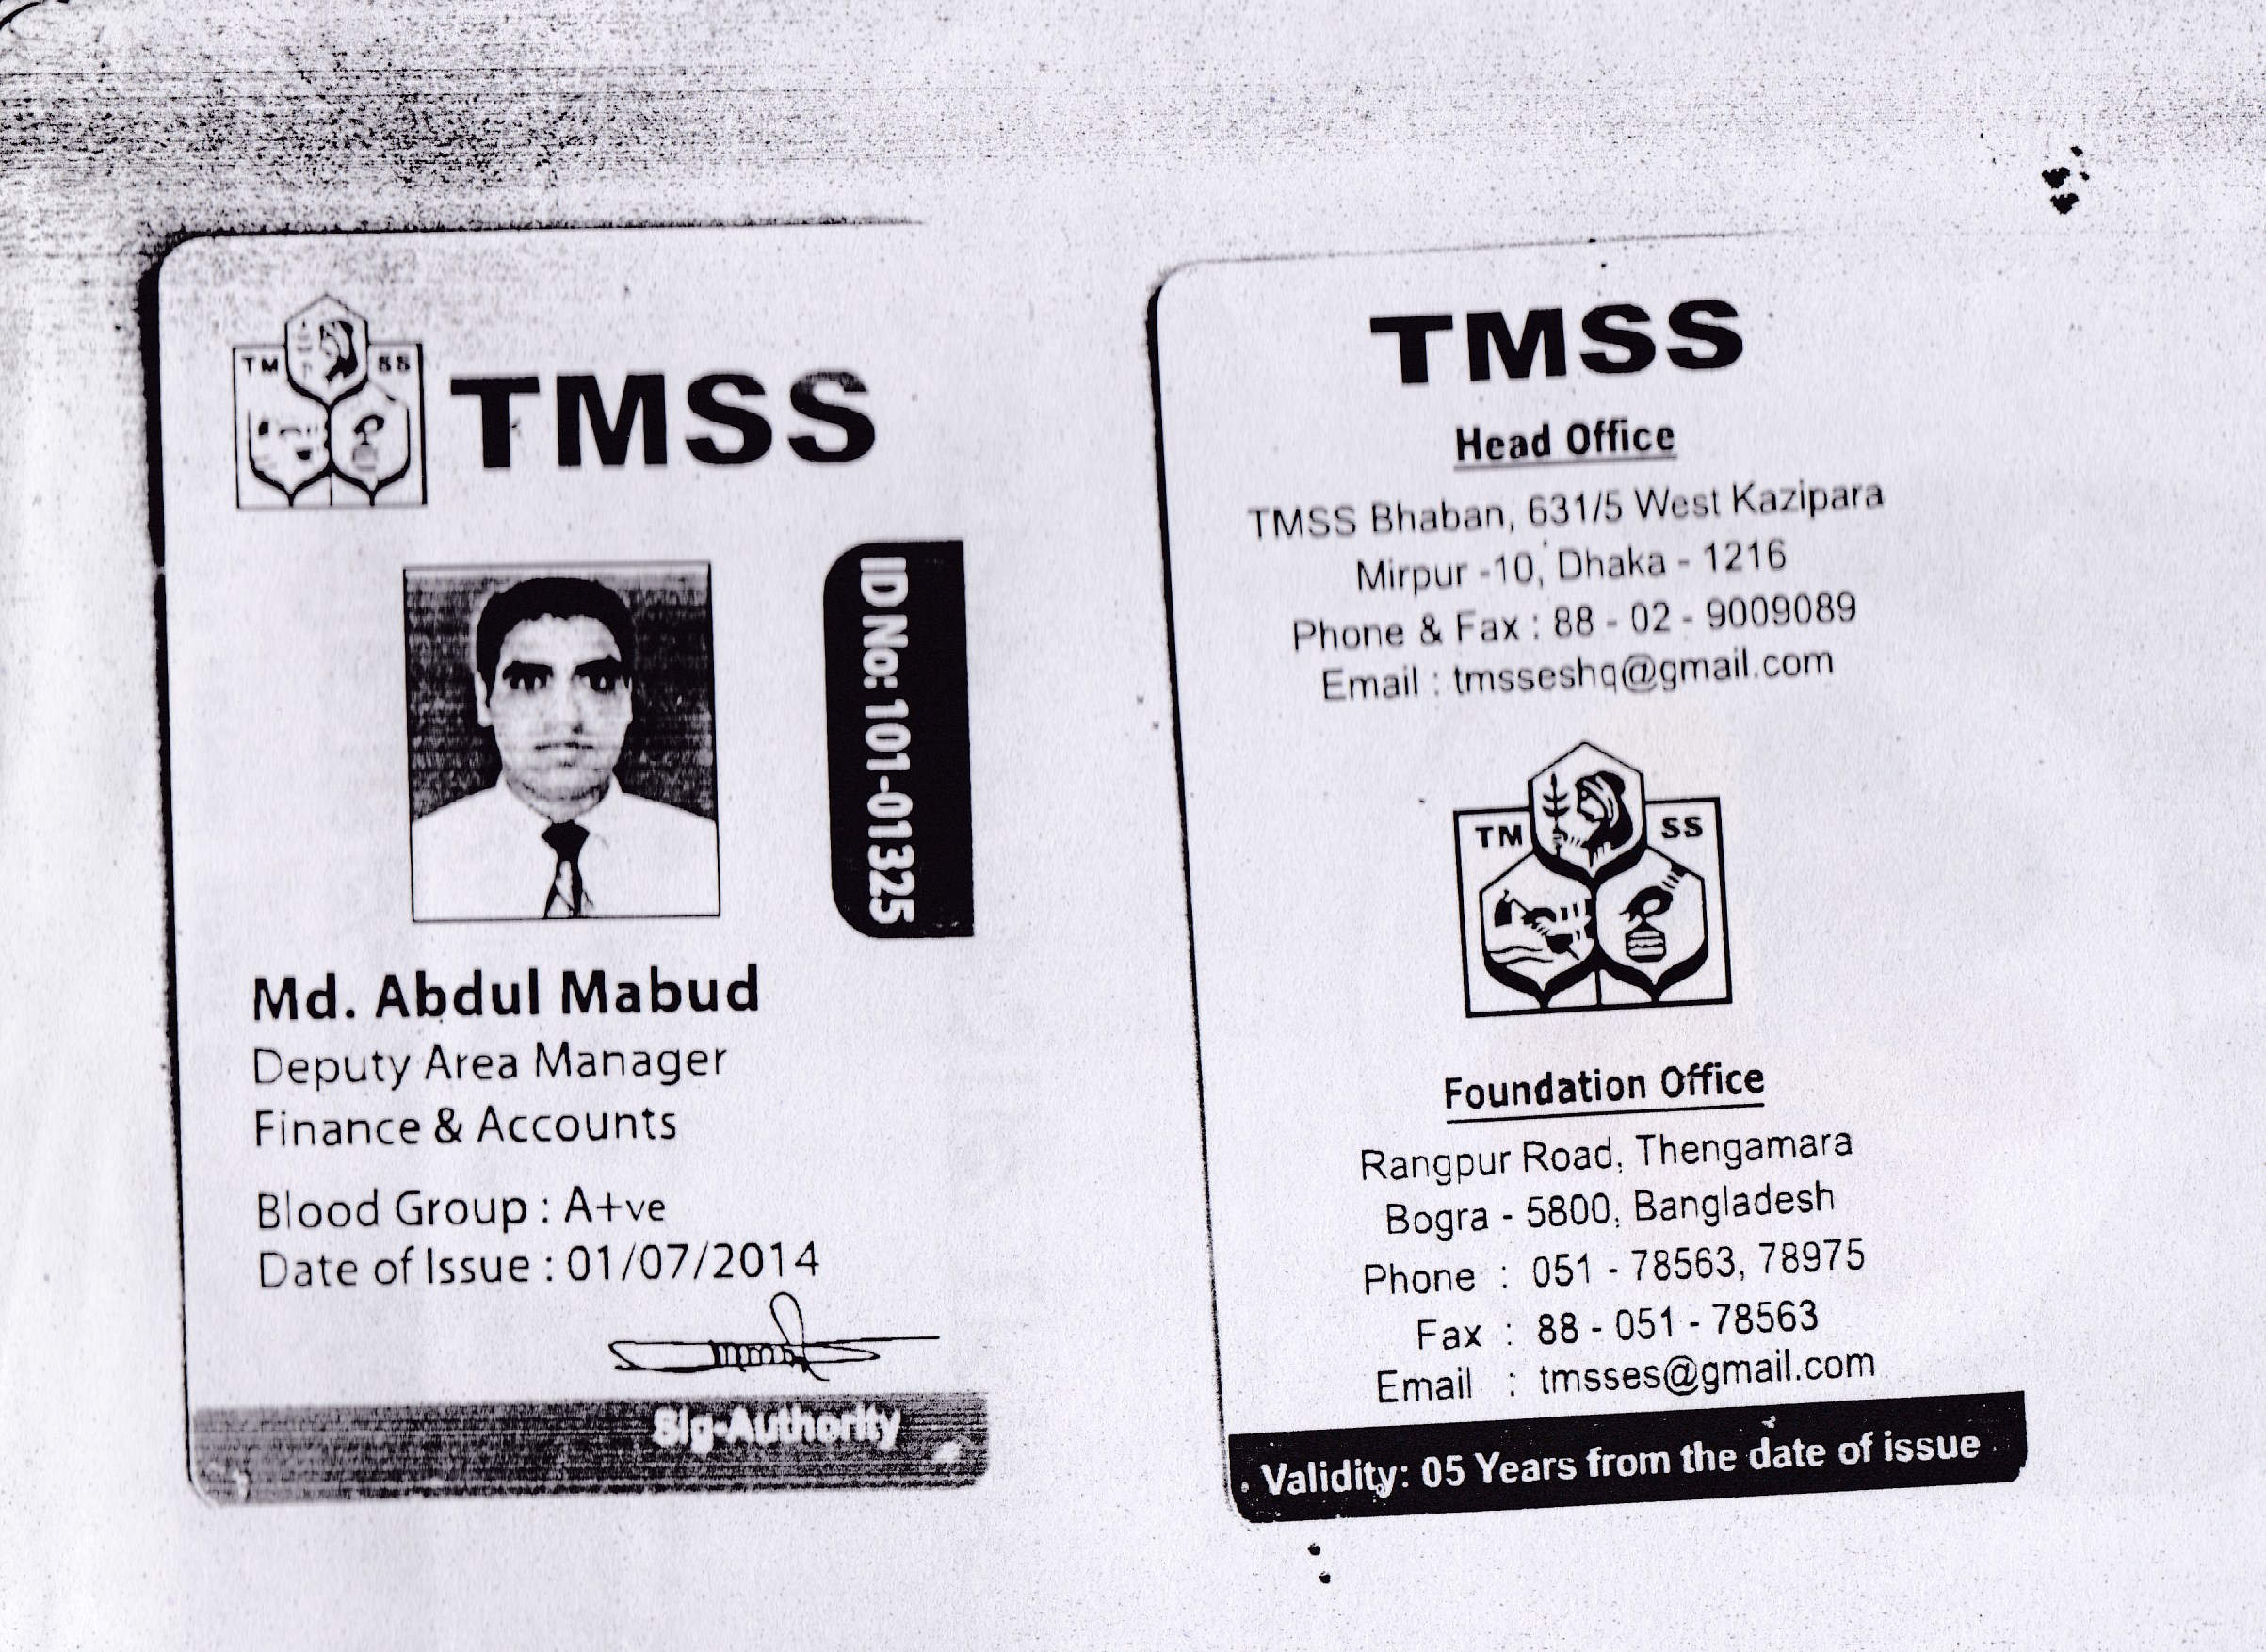 TM SS
TMSS
ID No: 101-01325
Md. Abdul Mabud
Deputy Area Manager
Finance & Accounts
Blood Group : A+ve
Date of Issue : 01/07/2014
Sig-Authority
TMSS
Head Office
TMSS Bhaban, 631/5 West Kazipara
Mirpur -10, Dhaka - 1216
Phone & Fax : 88 - 02 - 9009089
Email : tmsseshq@gmail.com
TM SS
Foundation Office
Rangpur Road, Thengamara
Bogra - 5800, Bangladesh
Phone : 051 - 78563, 78975
Fax : 88 - 051 - 78563
Email : tmsses@gmail.com
Validity: 05 Years from the date of issue